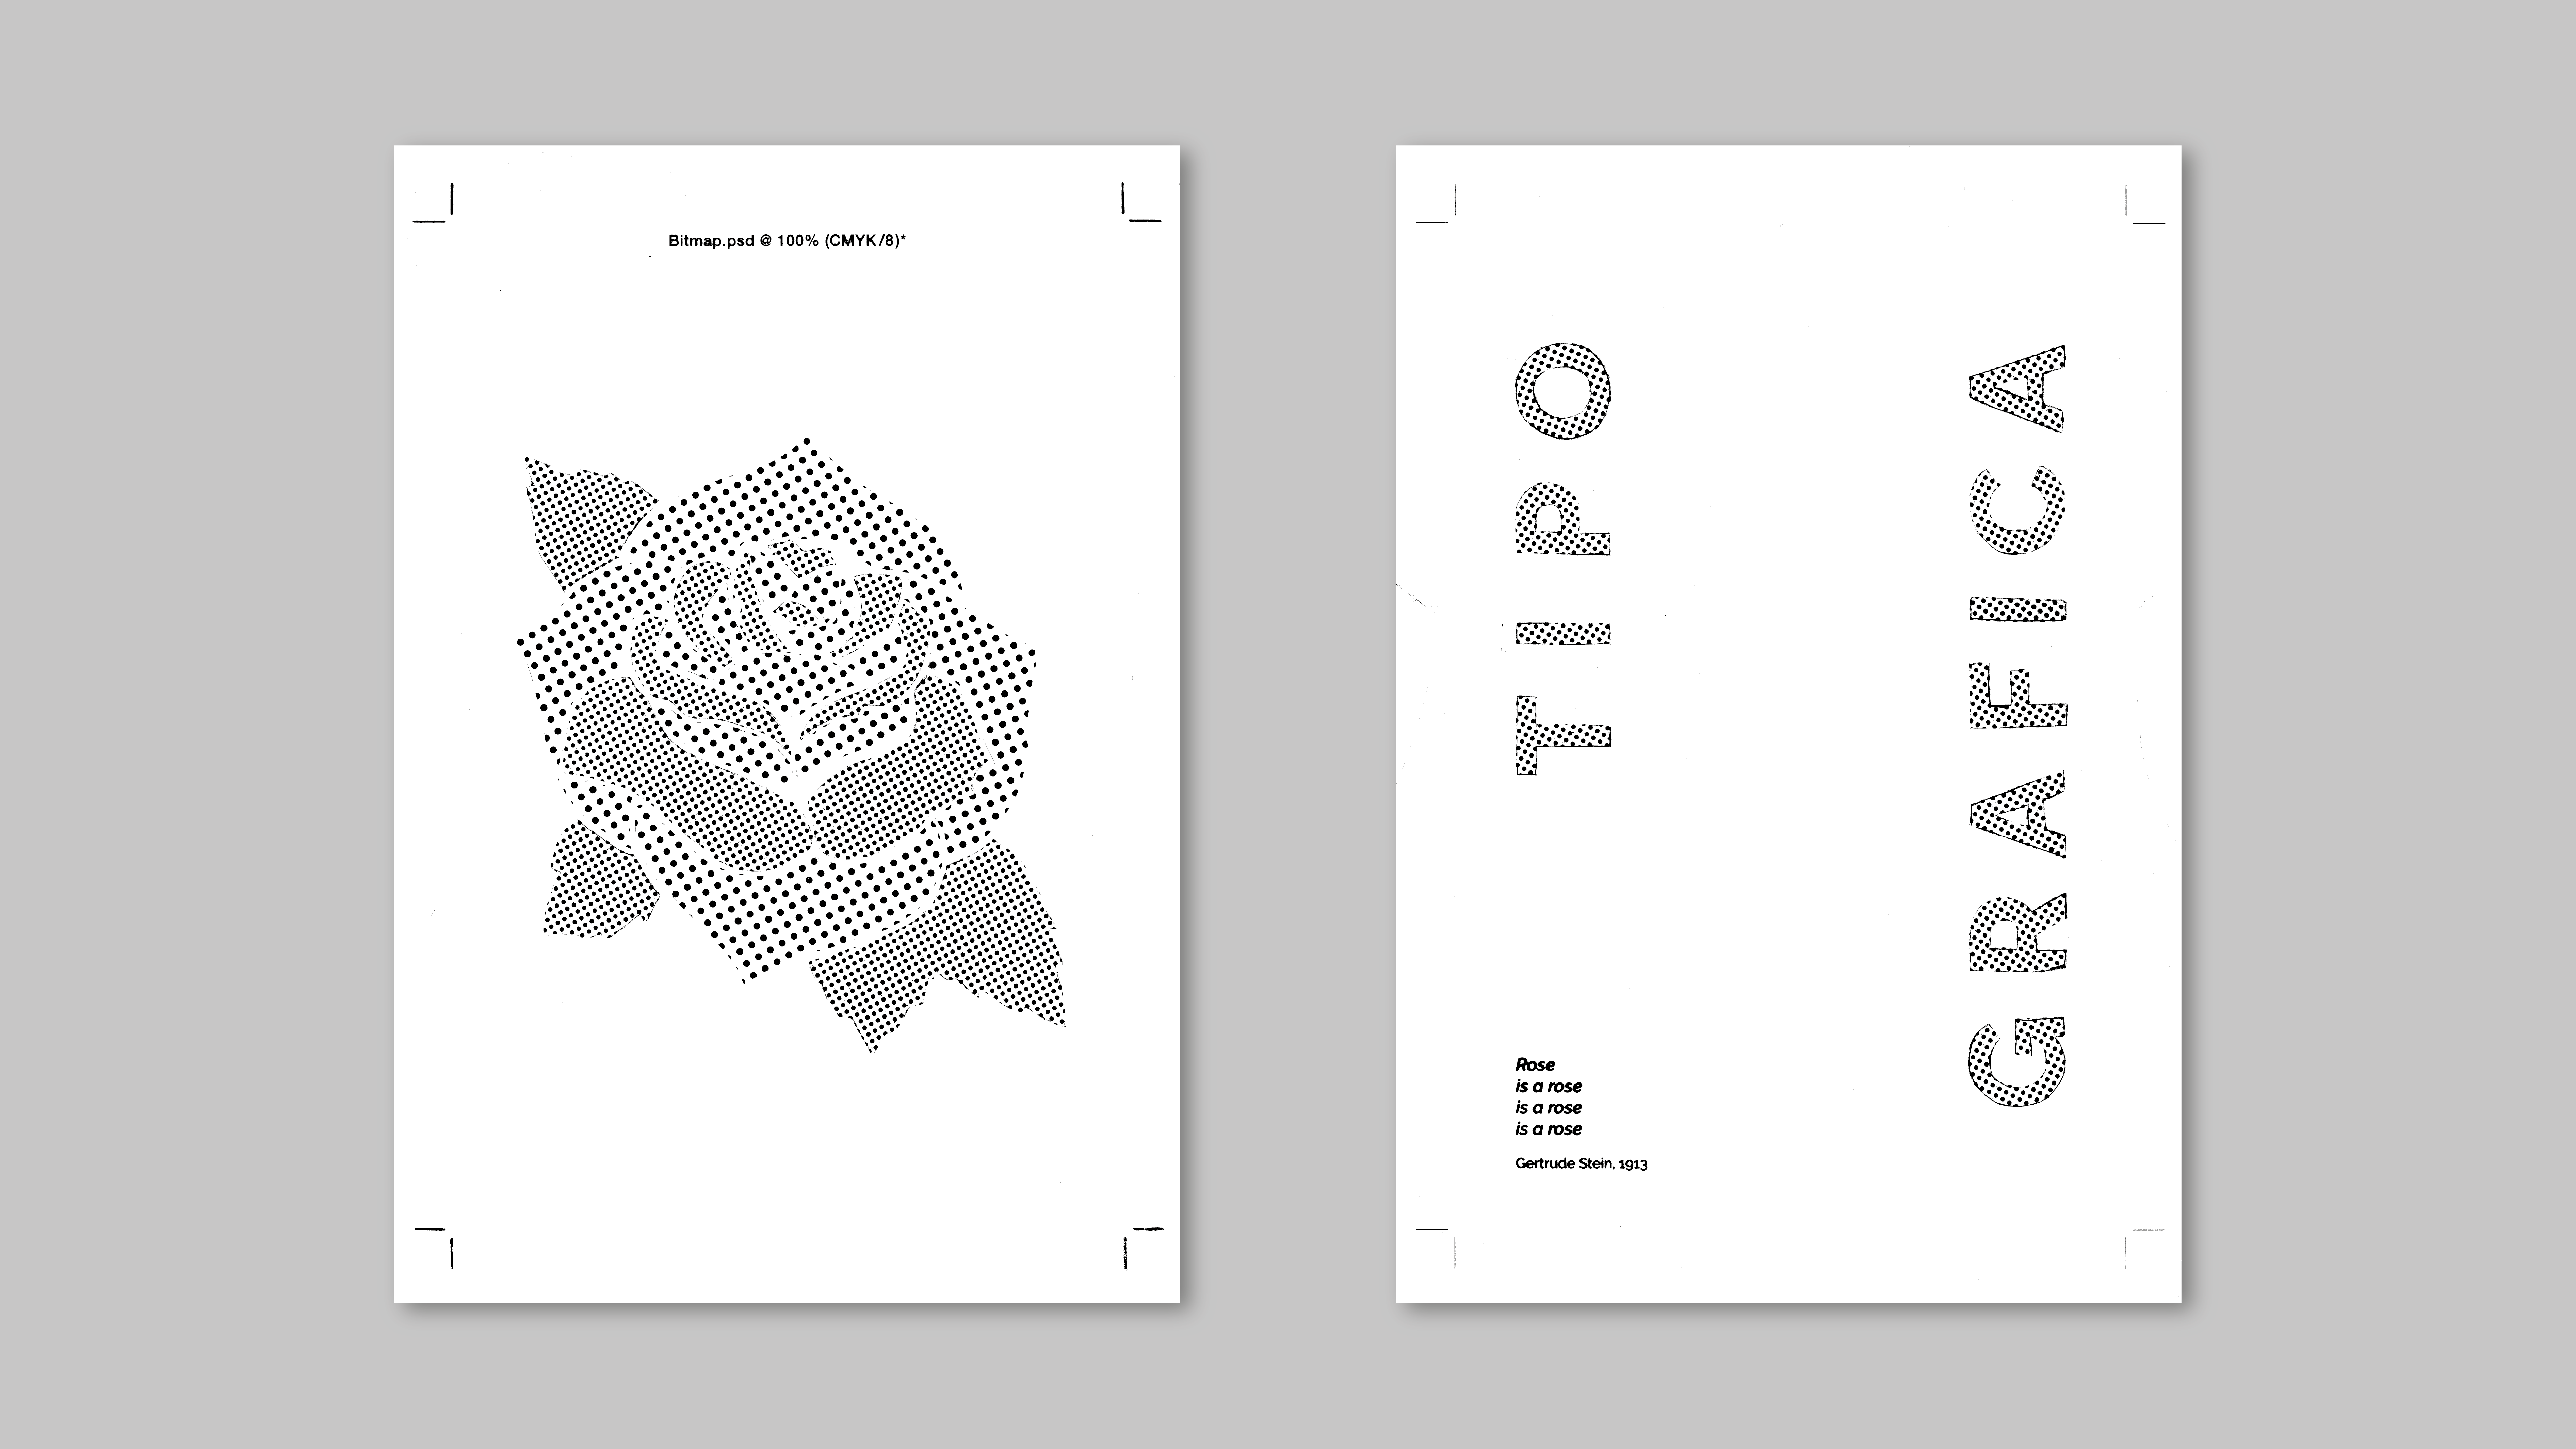 Bitmap.psd @ 100% (CMYK/8)*
TIPO
GRAFICA
Rose
is a rose
is a rose
is a rose
Gertrude Stein, 1913